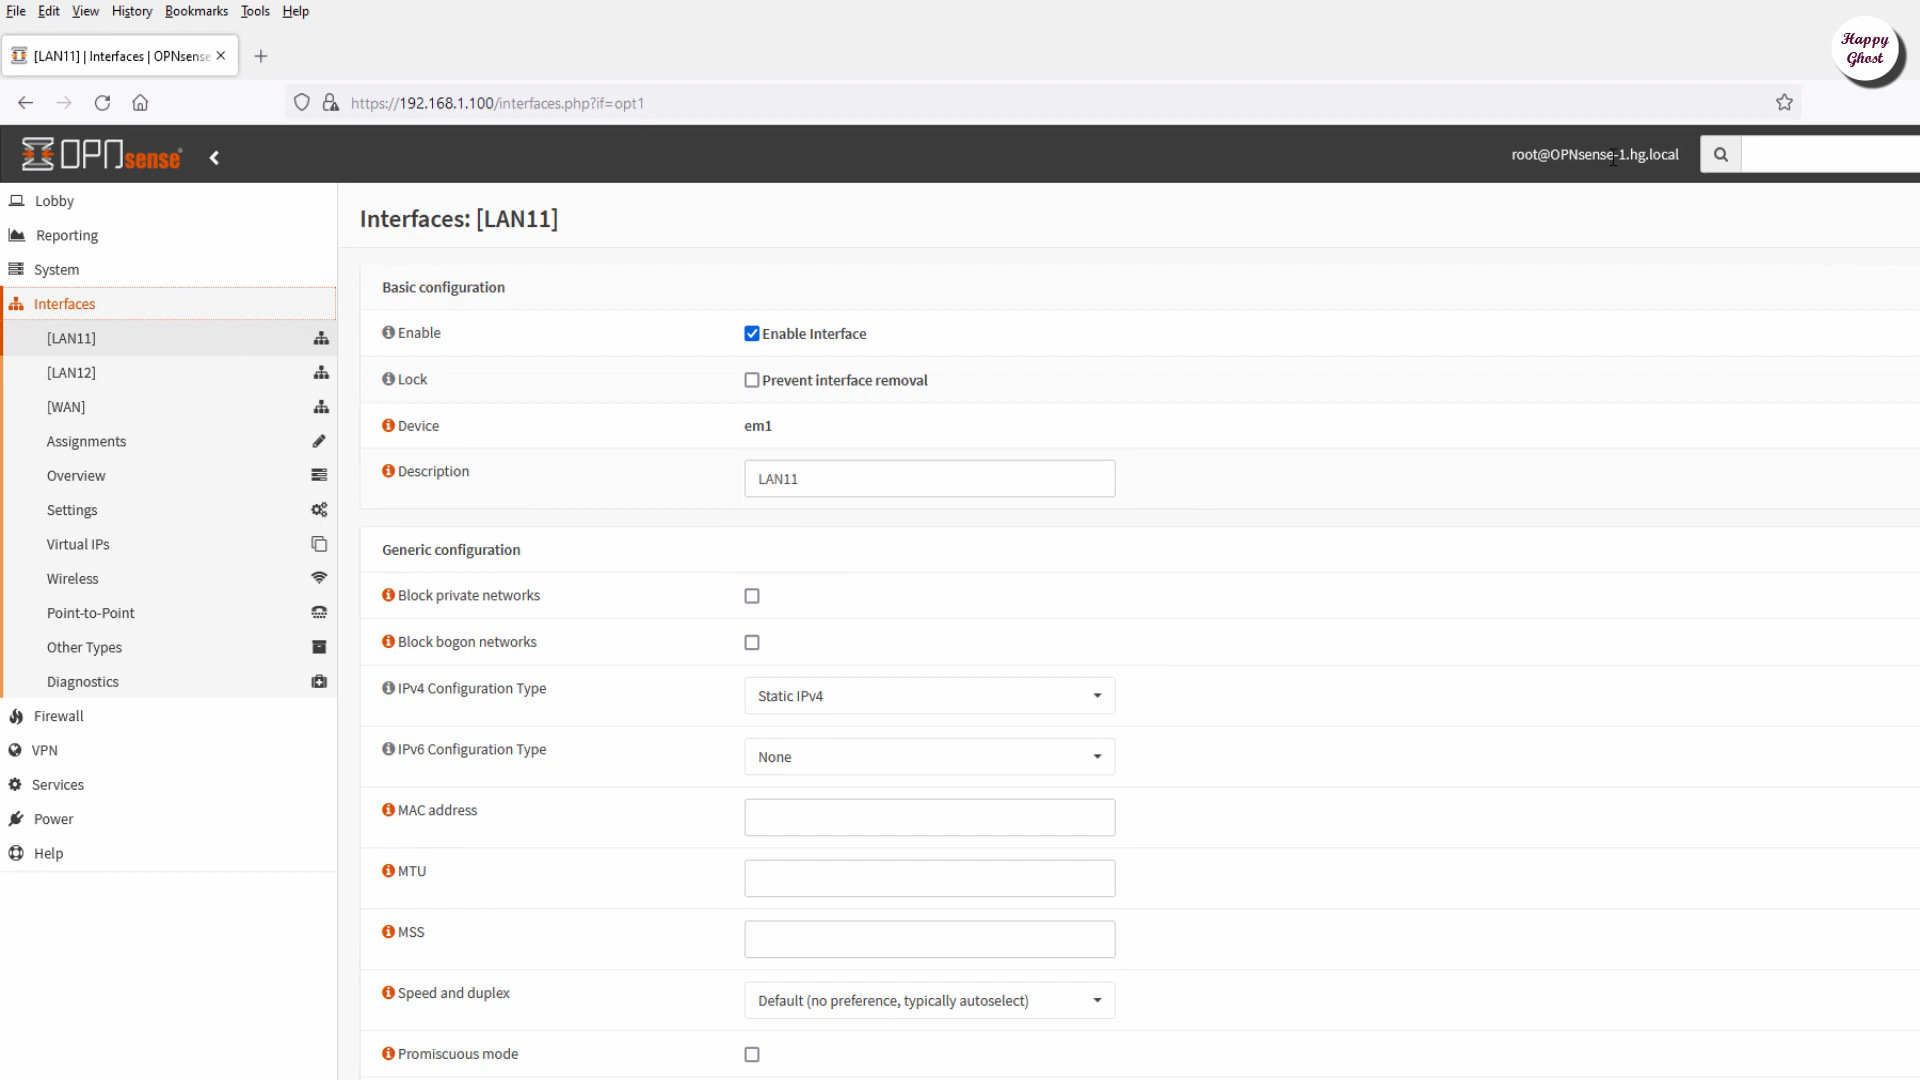 File Edit View History Bookmarks Tools Help
[LAN11] | Interfaces | OPNsense
Happy
Ghost
https://192.168.1.100/interfaces.php?if=opt1
OPNsense
root@OPNsense-1.hg.local
Lobby
Reporting
System
Interfaces
[LAN11]
[LAN12]
[WAN]
Assignments
Overview
Settings
Virtual IPs
Wireless
Point-to-Point
Other Types
Diagnostics
Firewall
VPN
Services
Power
Help
Interfaces: [LAN11]
Basic configuration
Enable Enable Interface
Lock Prevent interface removal
Device em1
Description LAN11
Generic configuration
Block private networks
Block bogon networks
IPv4 Configuration Type Static IPv4
IPv6 Configuration Type None
MAC address
MTU
MSS
Speed and duplex Default (no preference, typically autoselect)
Promiscuous mode